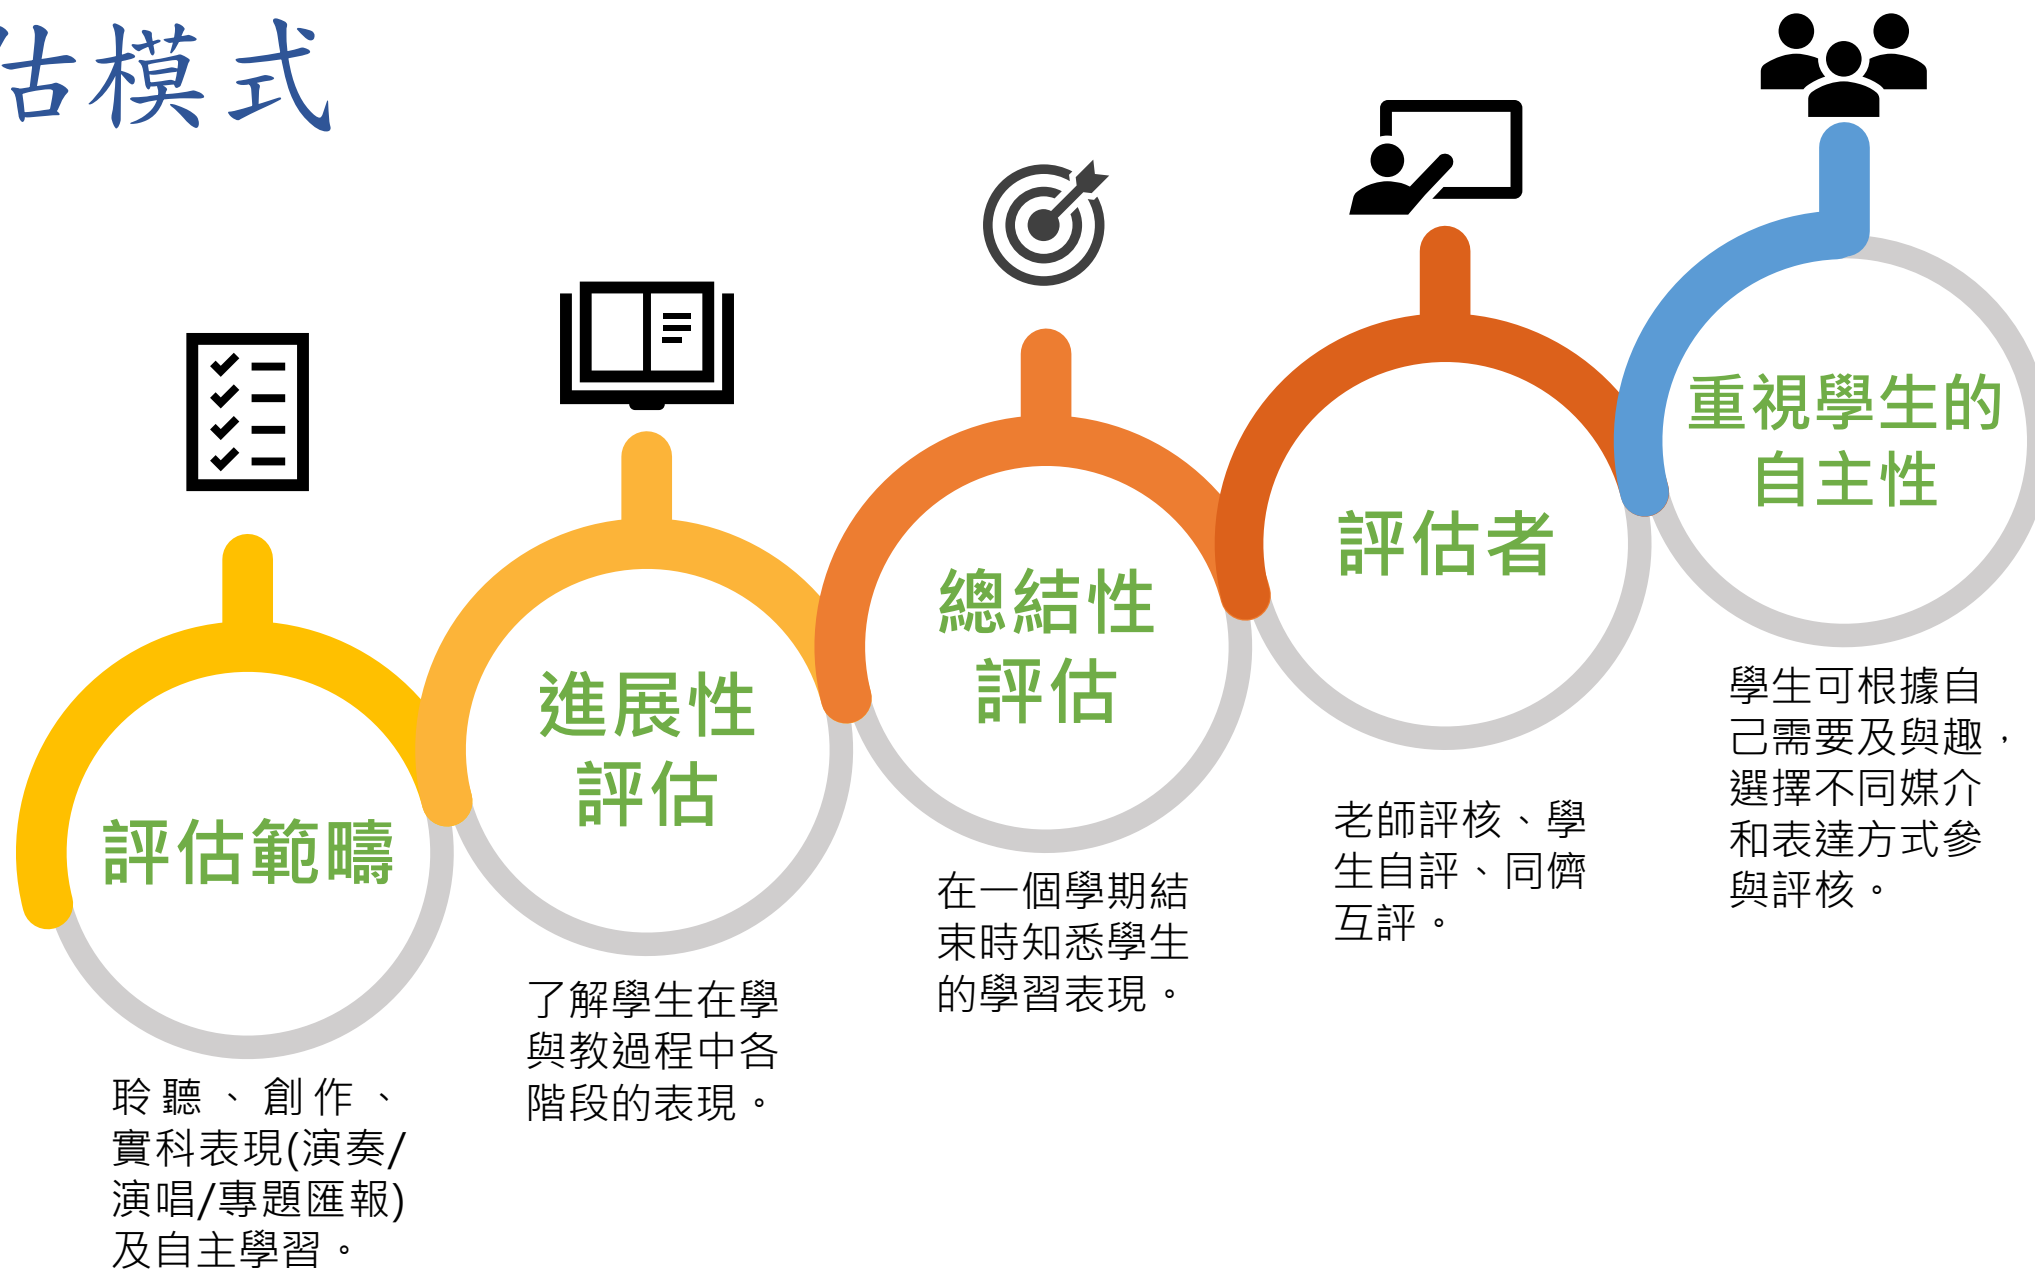 估模式
評估範疇
聆聽、創作、
實科表現(演奏/
演唱/專題匯報)
及自主學習。
進展性
評估
了解學生在學
與教過程中各
階段的表現。
總結性
評估
在一個學期結
束時知悉學生
的學習表現。
評估者
老師評核、學
生自評、同儕
互評。
重視學生的
自主性
學生可根據自
己需要及與趣，
選擇不同媒介
和表達方式參
與評核。